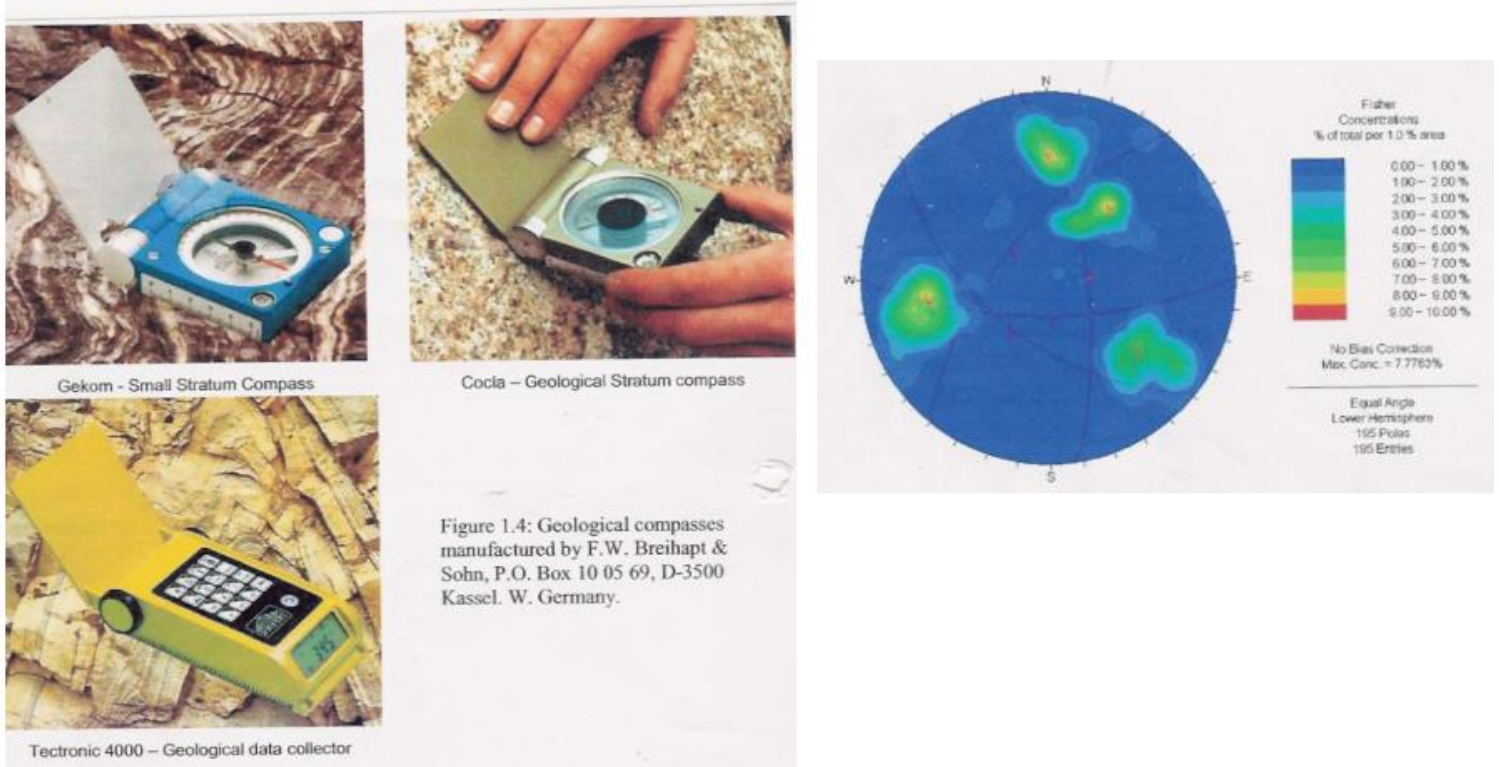 Gekom - Small Stratum Compass
Cocla – Geological Stratum compass
345
Tectronic 4000 – Geological data collector
Figure 1.4: Geological compasses
manufactured by F.W. Breihapt &
Sohn, P.O. Box 10 05 69, D-3500
Kassel. W. Germany.
N
W
E
S
Fisher
Concentrations
% of total per 1.0 % area
0.00 ~ 1.00 %
1.00 ~ 2.00 %
2.00 ~ 3.00 %
3.00 ~ 4.00 %
4.00 ~ 5.00 %
5.00 ~ 6.00 %
6.00 ~ 7.00 %
7.00 ~ 8.00 %
8.00 ~ 9.00 %
9.00 ~ 10.00 %
No Bias Correction
Max. Conc. = 7.7763%
Equal Angle
Lower Hemisphere
195 Poles
195 Entries